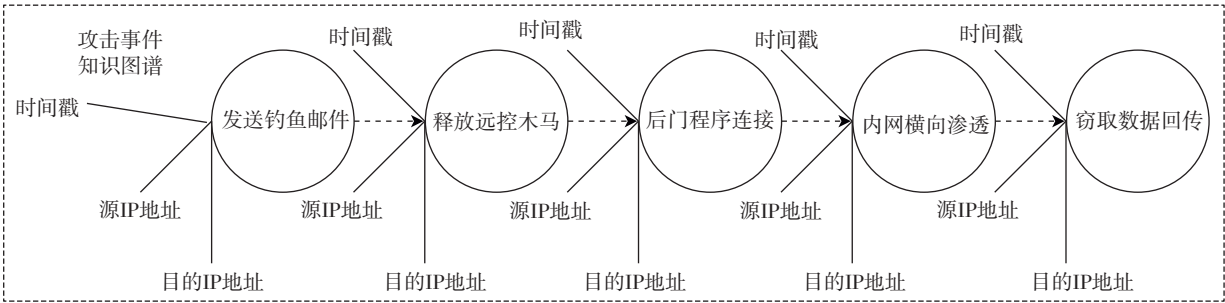 攻击事件
知识图谱
时间戳
时间戳
时间戳
时间戳
时间戳
发送钓鱼邮件
释放远控木马
后门程序连接
内网横向渗透
窃取数据回传
源IP地址
源IP地址
源IP地址
源IP地址
源IP地址
目的IP地址
目的IP地址
目的IP地址
目的IP地址
目的IP地址